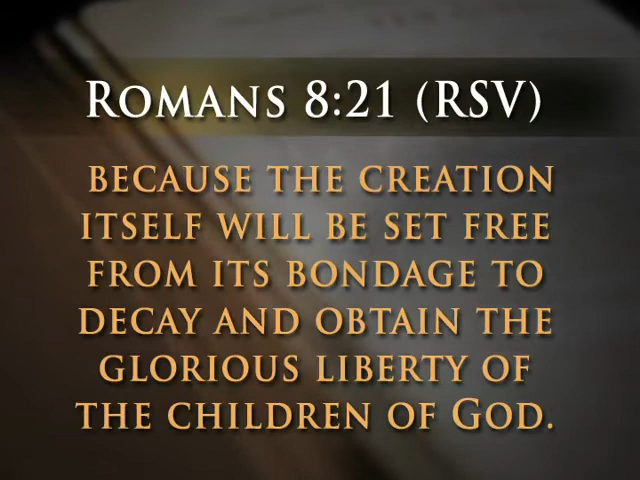 Romans 8:21 (RSV)
because the creation
itself will be set free
from its bondage to
decay and obtain the
glorious liberty of
the children of God.